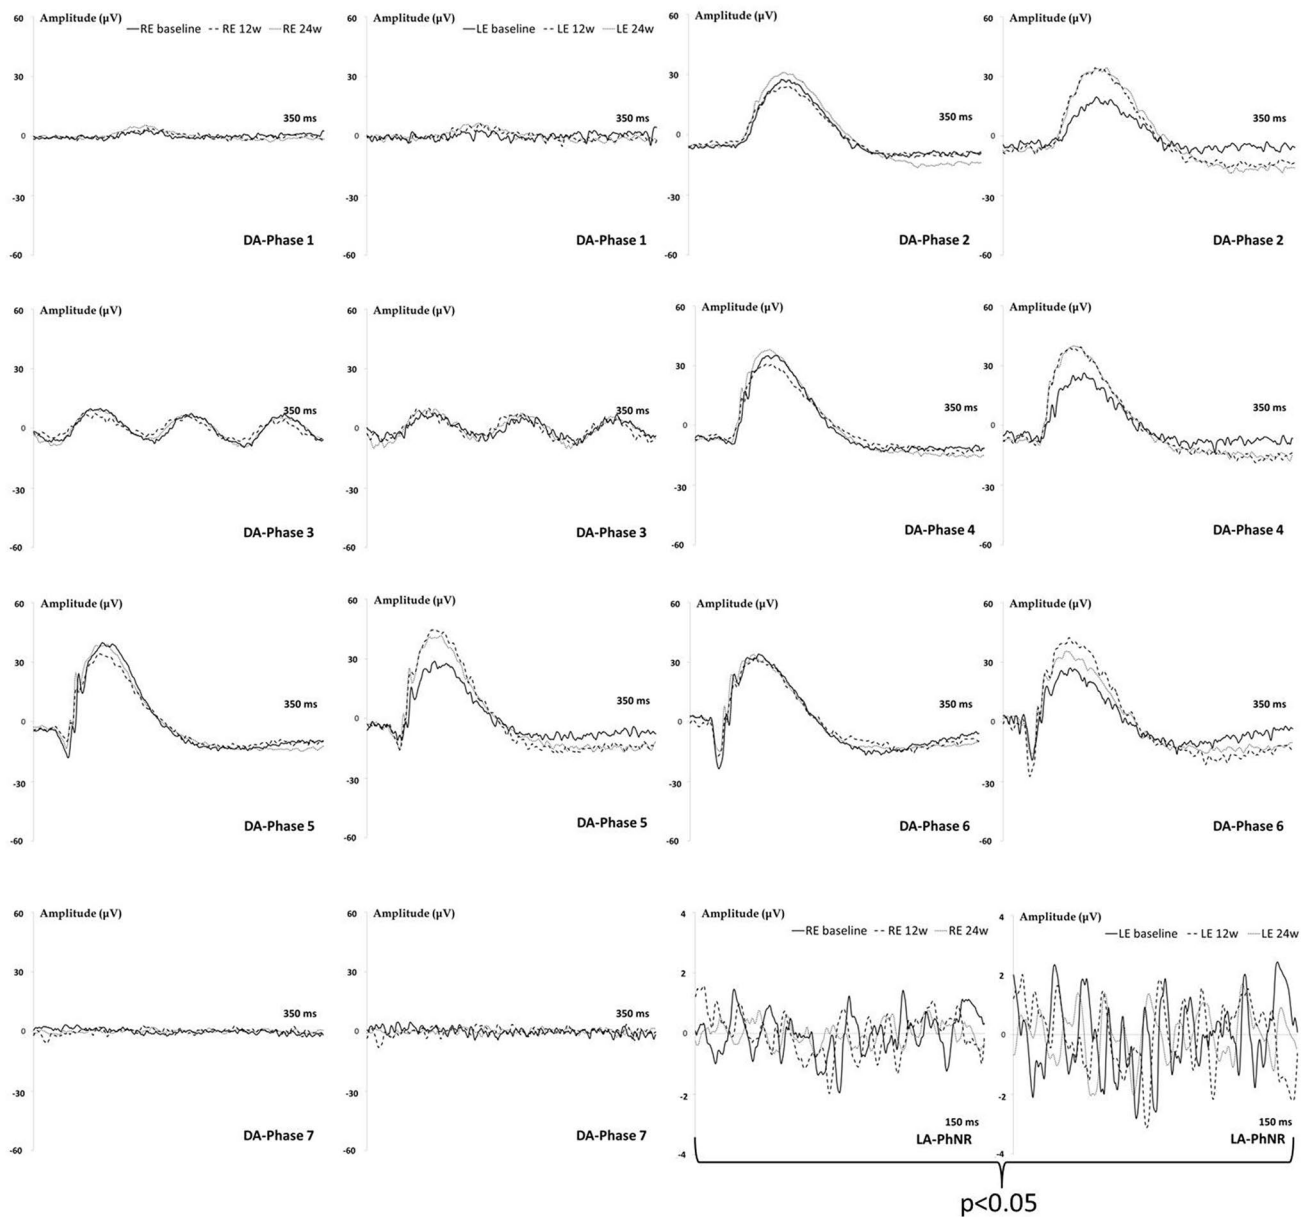 Amplitude (µV)
RE baseline RE 12w RE 24w
60
30
0
-30
-60
350 ms
DA-Phase 1
Amplitude (µV)
LE baseline LE 12w LE 24w
60
30
0
-30
-60
350 ms
DA-Phase 1
Amplitude (µV)
60
30
0
-30
-60
350 ms
DA-Phase 2
Amplitude (µV)
60
30
0
-30
-60
350 ms
DA-Phase 2
Amplitude (µV)
60
30
0
-30
-60
350 ms
DA-Phase 3
Amplitude (µV)
60
30
0
-30
-60
350 ms
DA-Phase 3
Amplitude (µV)
60
30
0
-30
-60
350 ms
DA-Phase 4
Amplitude (µV)
60
30
0
-30
-60
350 ms
DA-Phase 4
Amplitude (µV)
60
30
0
-30
-60
350 ms
DA-Phase 5
Amplitude (µV)
60
30
0
-30
-60
350 ms
DA-Phase 5
Amplitude (µV)
60
30
0
-30
-60
350 ms
DA-Phase 6
Amplitude (µV)
60
30
0
-30
-60
350 ms
DA-Phase 6
Amplitude (µV)
60
30
0
-30
-60
350 ms
DA-Phase 7
Amplitude (µV)
60
30
0
-30
-60
350 ms
DA-Phase 7
Amplitude (µV)
RE baseline RE 12w RE 24w
4
2
0
-2
-4
150 ms
LA-PhNR
Amplitude (µV)
LE baseline LE 12w LE 24w
4
2
0
-2
-4
150 ms
LA-PhNR
p<0.05